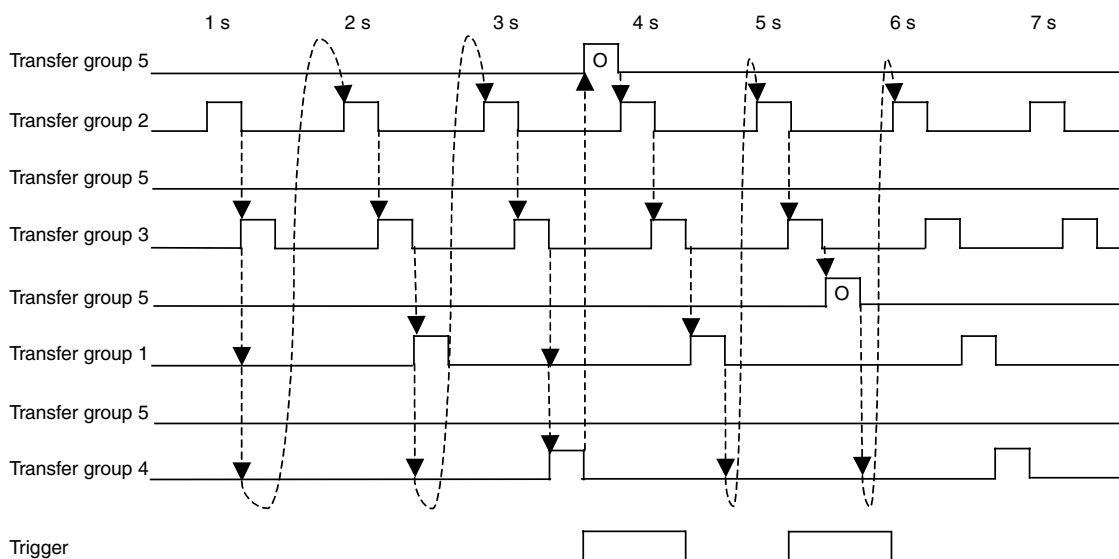 1 s 2 s 3 s 4 s 5 s 6 s 7 s
Transfer group 5
O
Transfer group 2
Transfer group 5
Transfer group 3
Transfer group 5
O
Transfer group 1
Transfer group 5
Transfer group 4
Trigger